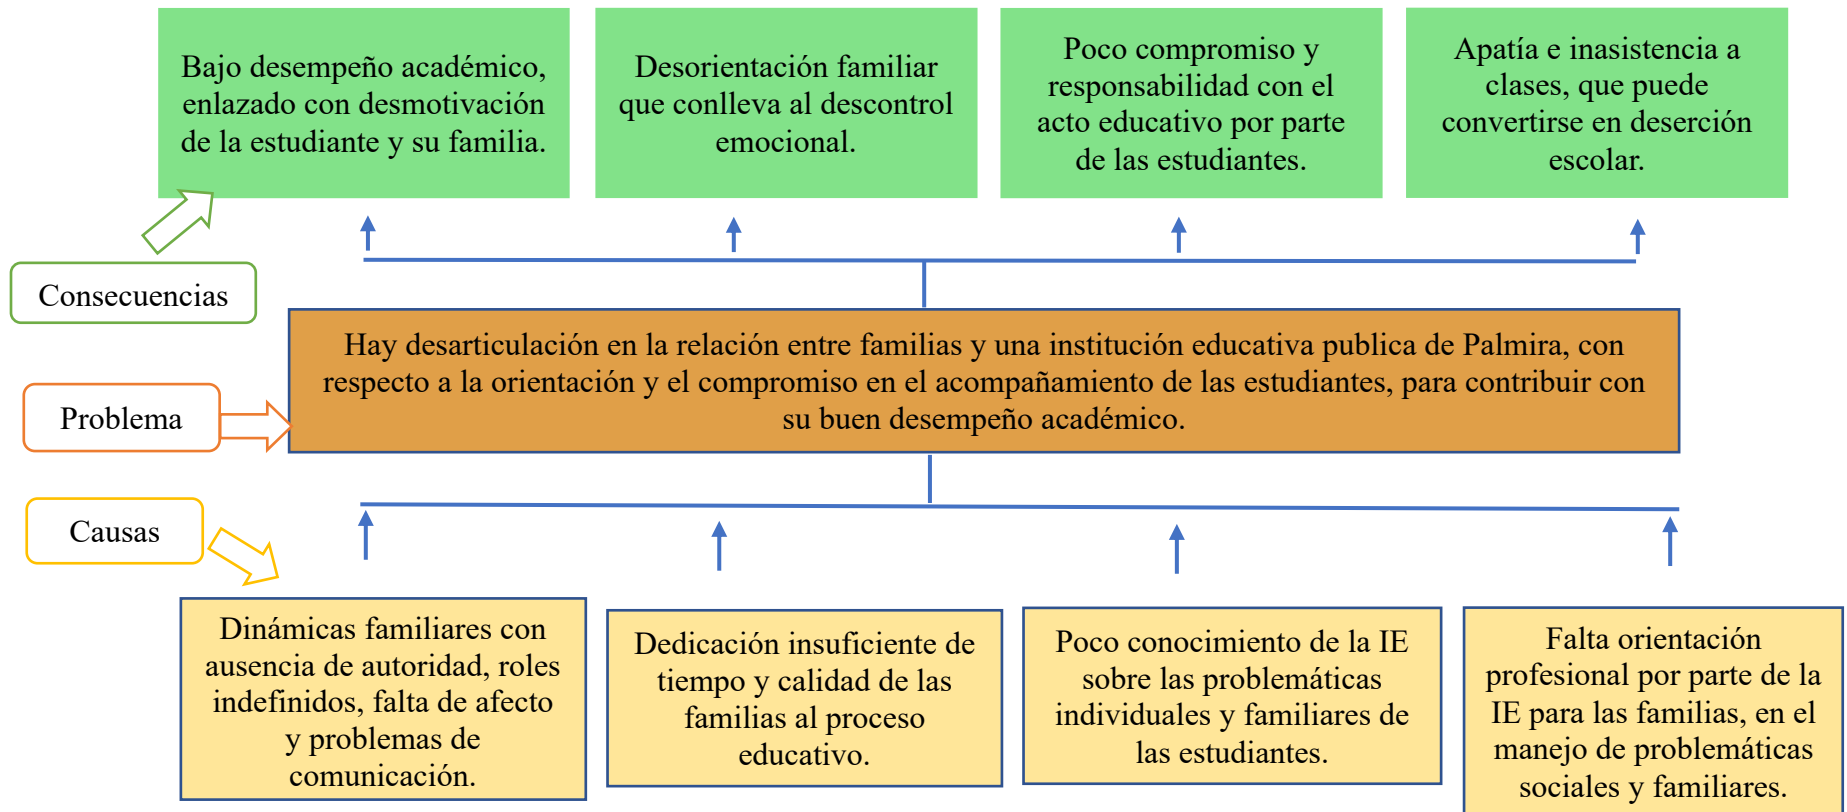 Bajo desempeño académico,
enlazado con desmotivación
de la estudiante y su familia.
Desorientación familiar
que conlleva al descontrol
emocional.
Poco compromiso y
responsabilidad con el
acto educativo por parte
de las estudiantes.
Apatía e inasistencia a
clases, que puede
convertirse en deserción
escolar.
Consecuencias
Hay desarticulación en la relación entre familias y una institución educativa publica de Palmira, con
respecto a la orientación y el compromiso en el acompañamiento de las estudiantes, para contribuir con
su buen desempeño académico.
Problema
Causas
Dinámicas familiares con
ausencia de autoridad, roles
indefinidos, falta de afecto
y problemas de
comunicación.
Dedicación insuficiente de
tiempo y calidad de las
familias al proceso
educativo.
Poco conocimiento de la IE
sobre las problemáticas
individuales y familiares de
las estudiantes.
Falta orientación
profesional por parte de la
IE para las familias, en el
manejo de problemáticas
sociales y familiares.